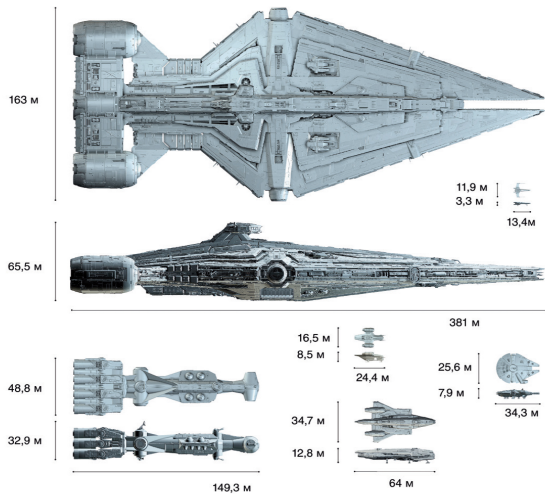 163 м
11,9 м
3,3 м
13,4м
65,5 м
381 м
16,5 м
8,5 м
24,4 м
25,6 м
7,9 м
34,3 м
48,8 м
34,7 м
32,9 м
12,8 м
149,3 м
64 м